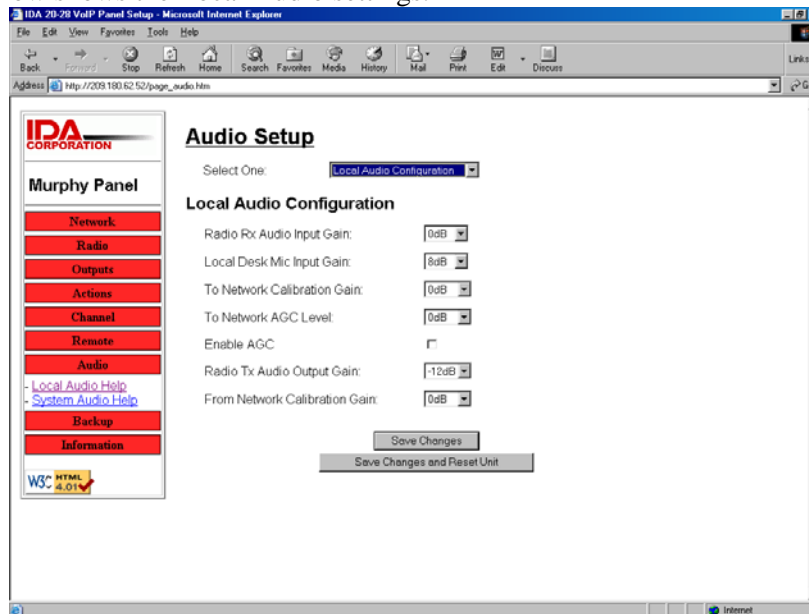 IDA 20-28 VoIP Panel Setup - Microsoft Internet Explorer
File Edit View Favorites Tools Help
Back Forward Stop Refresh Home Search Favorites Media History Mail Print Edit Discuss
Links
Address http://209.180.62.52/page_audio.htm
IDA
CORPORATION
Murphy Panel
Network
Radio
Outputs
Actions
Channel
Remote
Audio
- Local Audio Help
- System Audio Help
Backup
Information
W3C HTML 4.01
Audio Setup
Select One: Local Audio Configuration
Local Audio Configuration
Radio Rx Audio Input Gain: 0dB
Local Desk Mic Input Gain: 8dB
To Network Calibration Gain: 0dB
To Network AGC Level: 0dB
Enable AGC
Radio Tx Audio Output Gain: -12dB
From Network Calibration Gain: 0dB
Save Changes
Save Changes and Reset Unit
Internet